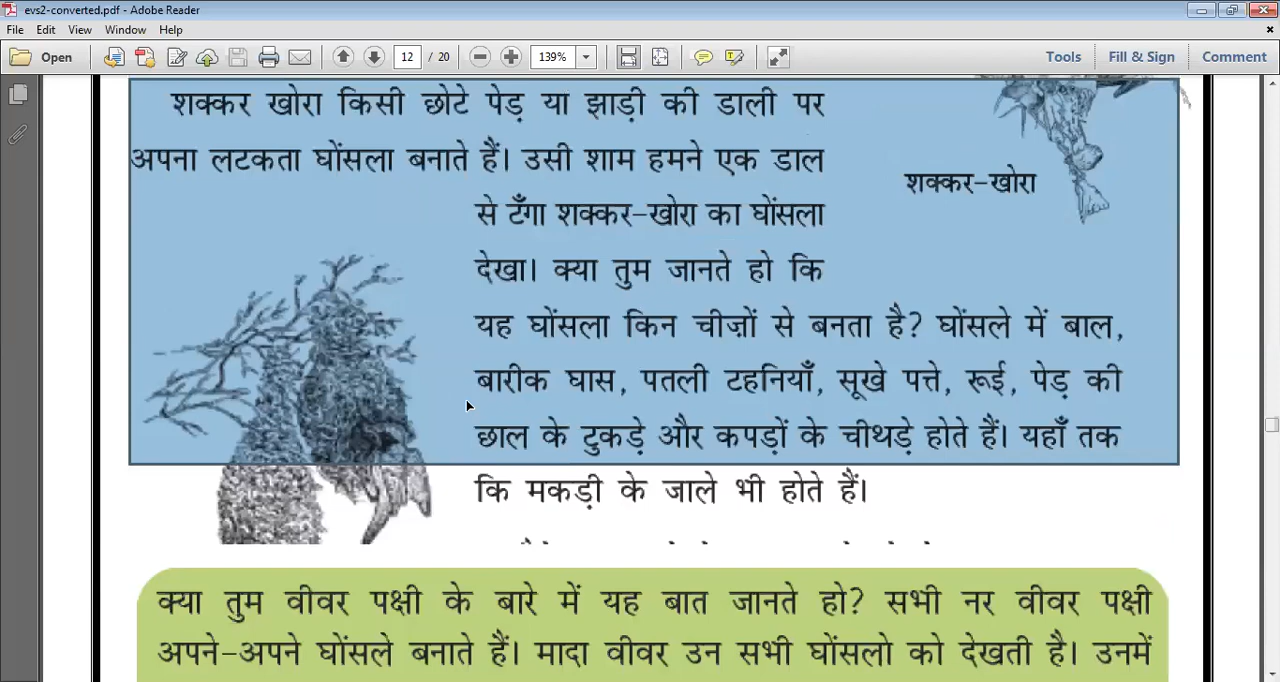 evs2-converted.pdf - Adobe Reader
File Edit View Window Help
Open 12 / 20 139% Tools Fill & Sign Comment
शक्कर खोरा किसी छोटे पेड़ या झाड़ी की डाली पर
अपना लटकता घोंसला बनाते हैं। उसी शाम हमने एक डाल
शक्कर-खोरा
से टँगा शक्कर-खोरा का घोंसला
देखा। क्या तुम जानते हो कि
यह घोंसला किन चीज़ों से बनता है? घोंसले में बाल,
बारीक घास, पतली टहनियाँ, सूखे पत्ते, रूई, पेड़ की
छाल के टुकड़े और कपड़ों के चीथड़े होते हैं। यहाँ तक
कि मकड़ी के जाले भी होते हैं।
क्या तुम वीवर पक्षी के बारे में यह बात जानते हो? सभी नर वीवर पक्षी
अपने-अपने घोंसले बनाते हैं। मादा वीवर उन सभी घोंसलो को देखती है। उनमें